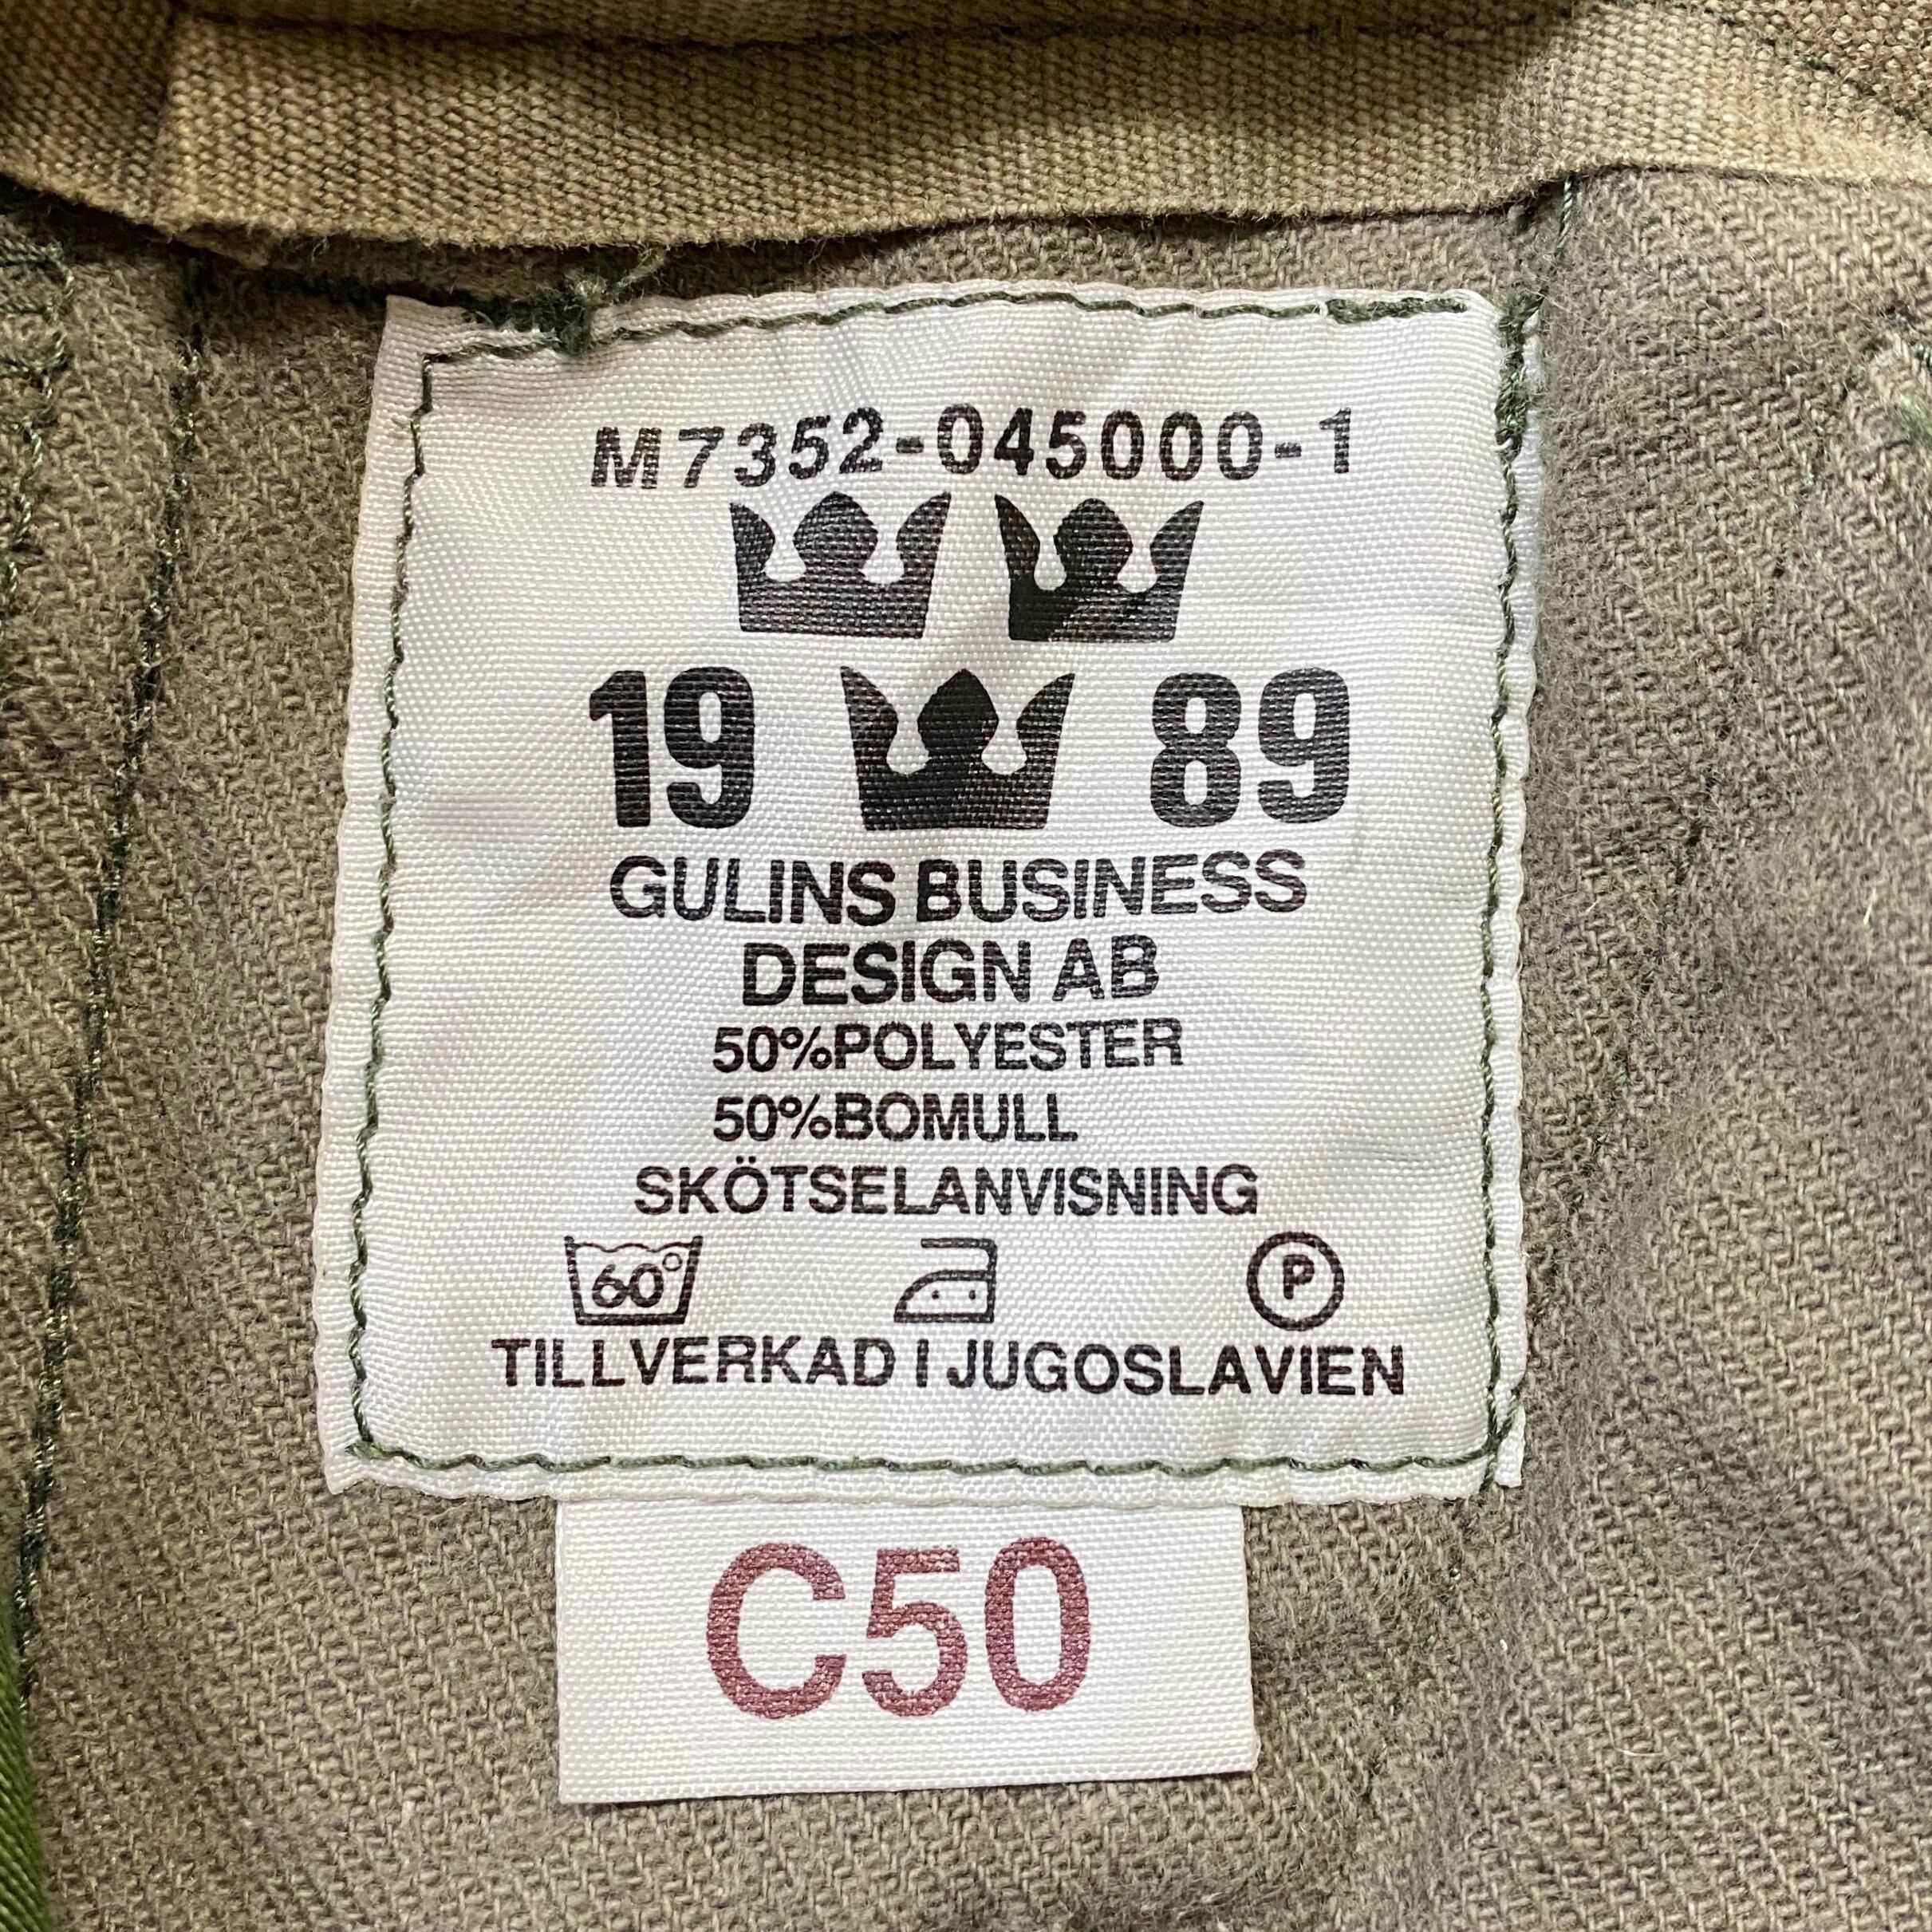 M7352-045000-1
19 89
GULINS BUSINESS
DESIGN AB
50%POLYESTER
50%BOMULL
SKÖTSELANVISNING
60° P
TILLVERKAD I JUGOSLAVIEN
C50